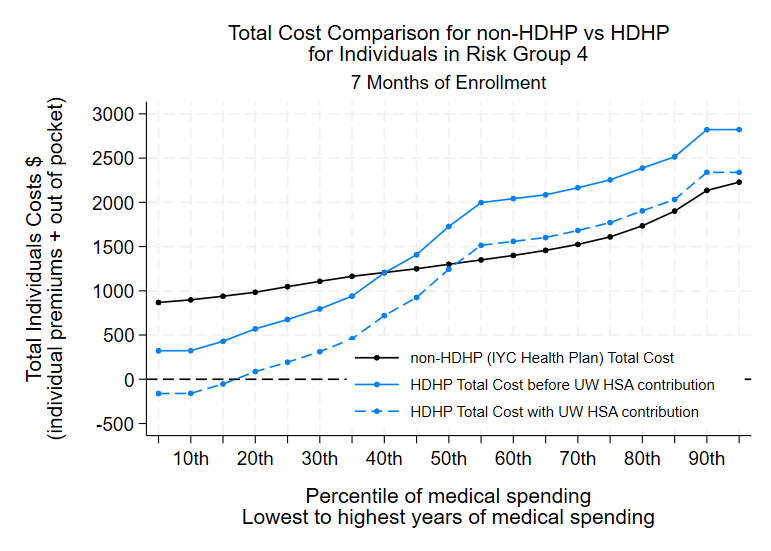 Total Cost Comparison for non-HDHP vs HDHP
for Individuals in Risk Group 4
7 Months of Enrollment
Total Individuals Costs $
(individual premiums + out of pocket)
3000
2500
2000
1500
1000
500
0
-500
non-HDHP (IYC Health Plan) Total Cost
HDHP Total Cost before UW HSA contribution
HDHP Total Cost with UW HSA contribution
10th 20th 30th 40th 50th 60th 70th 80th 90th
Percentile of medical spending
Lowest to highest years of medical spending